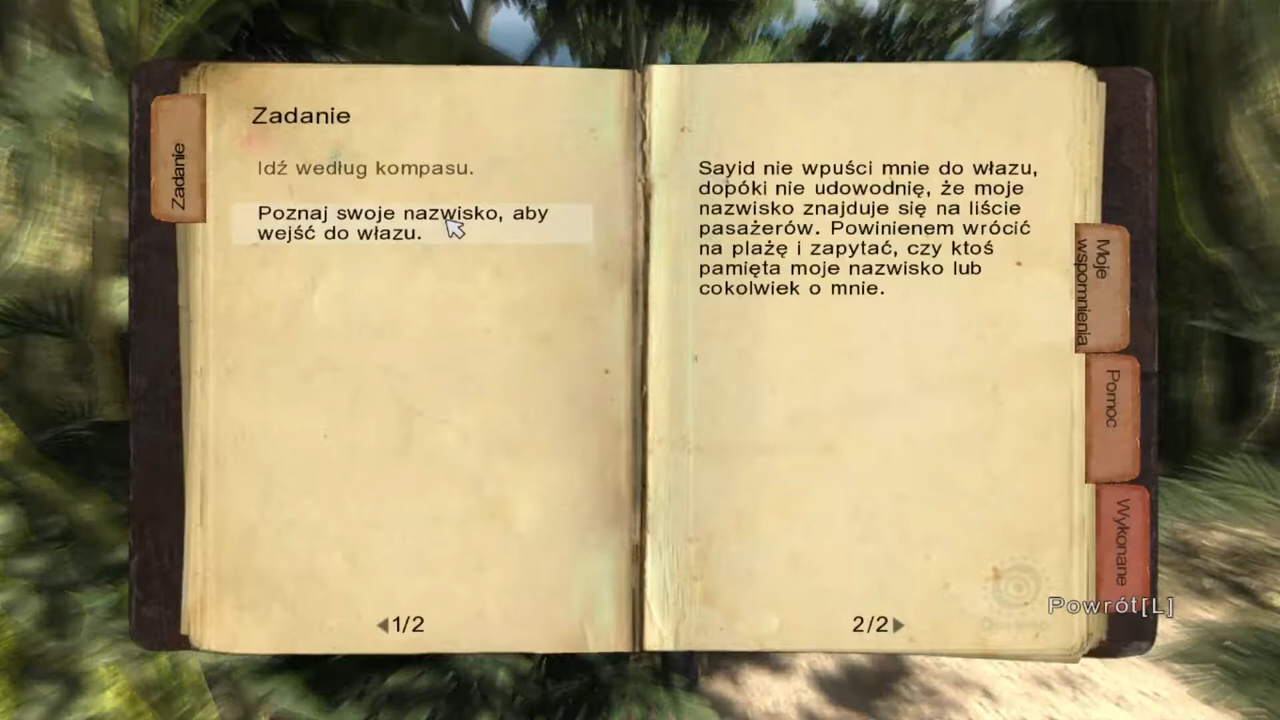 Zadanie
Zadanie
Idź według kompasu.
Poznaj swoje nazwisko, aby
wejść do włazu.
1/2
Sayid nie wpuści mnie do włazu,
dopóki nie udowodnię, że moje
nazwisko znajduje się na liście
pasażerów. Powinienem wrócić
na plażę i zapytać, czy ktoś
pamięta moje nazwisko lub
cokolwiek o mnie.
2/2
Moje
wspomnienia
Pomoc
Wykonane
Powrót[L]